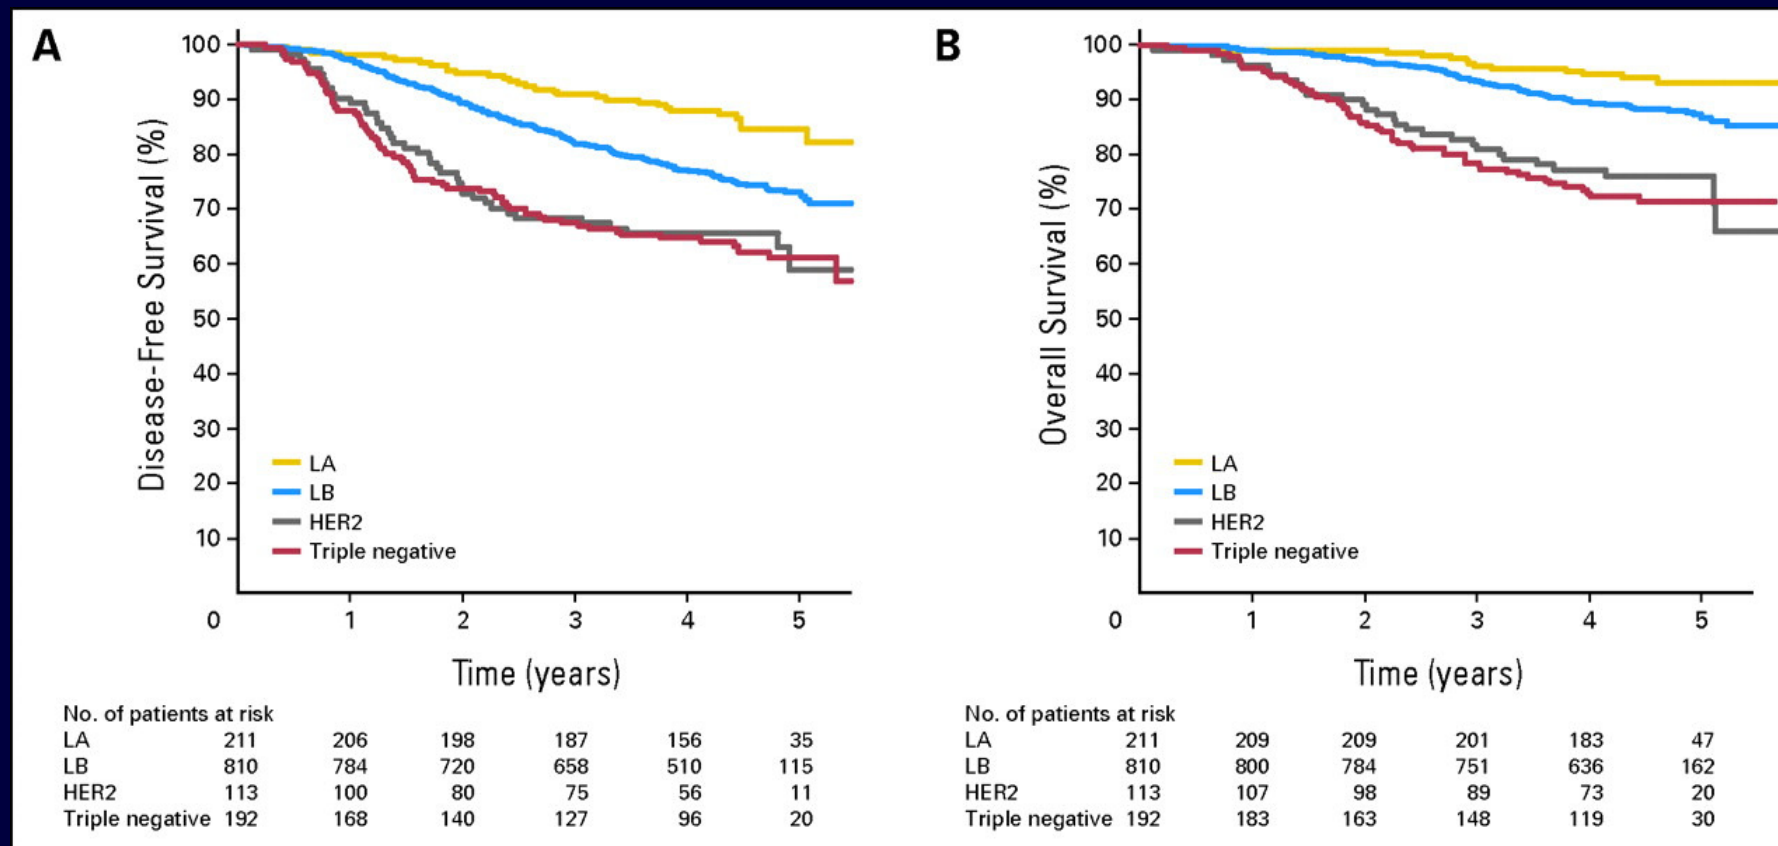 A
Disease-Free Survival (%)
100
90
80
70
60
50
40
30
20
10
0
LA
LB
HER2
Triple negative
1 2 3 4 5
Time (years)
No. of patients at risk
LA 211 206 198 187 156 35
LB 810 784 720 658 510 115
HER2 113 100 80 75 56 11
Triple negative 192 168 140 127 96 20
B
Overall Survival (%)
100
90
80
70
60
50
40
30
20
10
0
LA
LB
HER2
Triple negative
1 2 3 4 5
Time (years)
No. of patients at risk
LA 211 209 209 201 183 47
LB 810 800 784 751 636 162
HER2 113 107 98 89 73 20
Triple negative 192 183 163 148 119 30